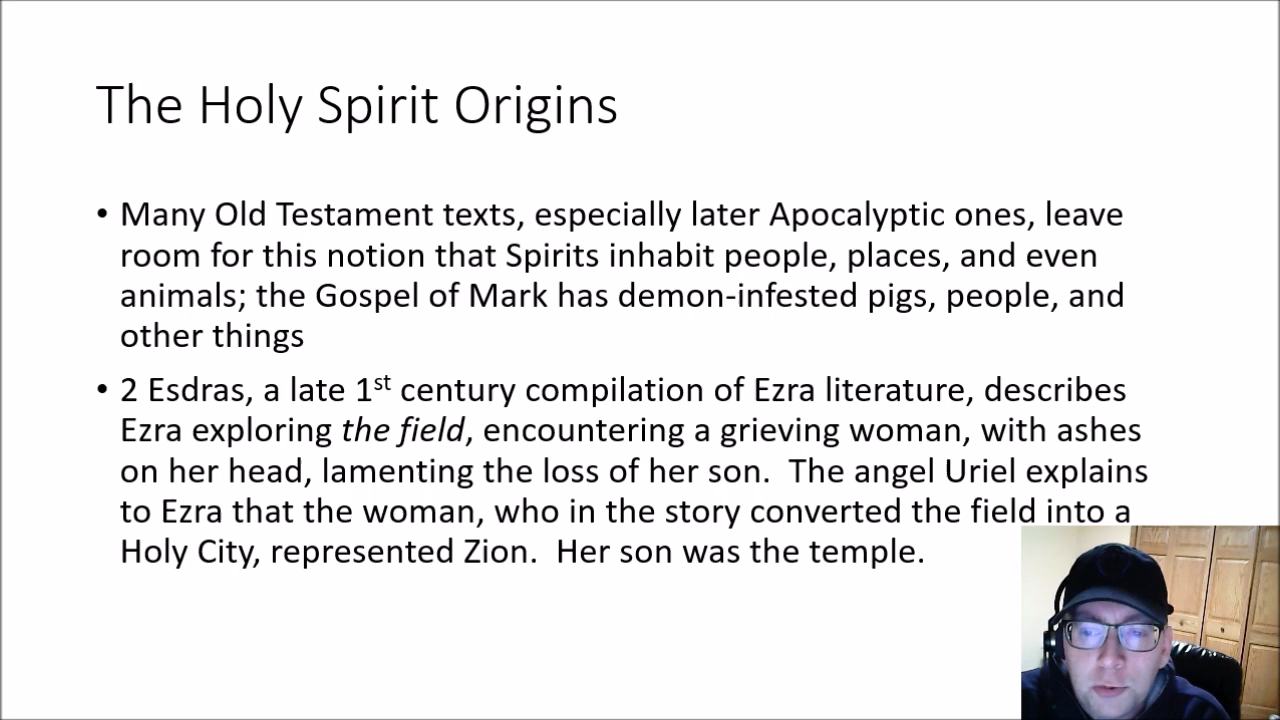 The Holy Spirit Origins
• Many Old Testament texts, especially later Apocalyptic ones, leave
room for this notion that Spirits inhabit people, places, and even
animals; the Gospel of Mark has demon-infested pigs, people, and
other things
• 2 Esdras, a late 1st century compilation of Ezra literature, describes
Ezra exploring the field, encountering a grieving woman, with ashes
on her head, lamenting the loss of her son.  The angel Uriel explains
to Ezra that the woman, who in the story converted the field into a
Holy City, represented Zion.  Her son was the temple.